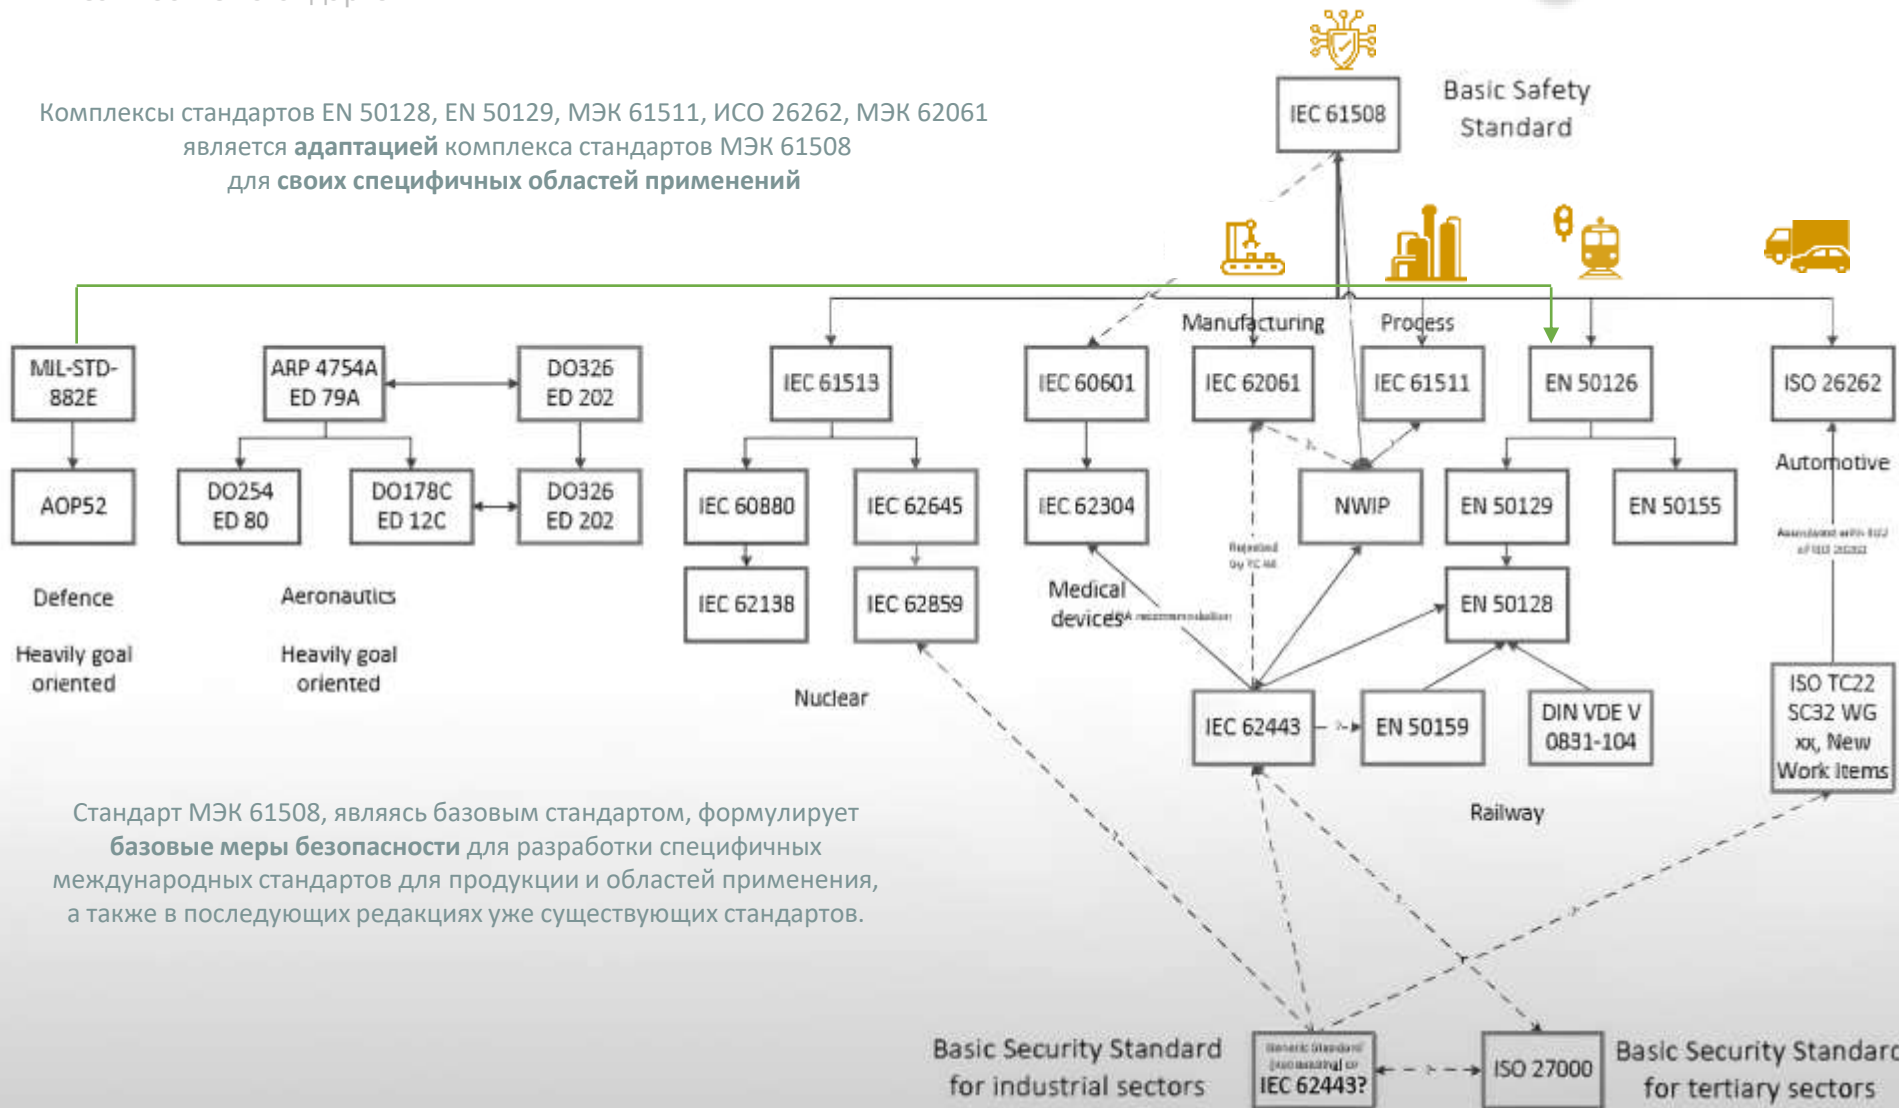 Комплексы стандартов EN 50128, EN 50129, МЭК 61511, ИСО 26262, МЭК 62061
является адаптацией комплекса стандартов МЭК 61508
для своих специфичных областей применений
IEC 61508
Basic Safety
Standard
Manufacturing
Process
MIL-STD-
882E
ARP 4754A
ED 79A
DO326
ED 202
IEC 61513
IEC 60601
IEC 62061
IEC 61511
EN 50126
ISO 26262
Automotive
AOP52
DO254
ED 80
DO178C
ED 12C
DO326
ED 202
IEC 60880
IEC 62645
IEC 62304
NWIP
EN 50129
EN 50155
Rejected
by TC 44
Defence
Heavily goal
oriented
Aeronautics
Heavily goal
oriented
IEC 62138
IEC 62859
Nuclear
Medical
devices
recommendation
EN 50128
IEC 62443
EN 50159
DIN VDE V
0831-104
ISO TC22
SC32 WG
xx, New
Work Items
Railway
Стандарт МЭК 61508, являясь базовым стандартом, формулирует
базовые меры безопасности для разработки специфичных
международных стандартов для продукции и областей применения,
а также в последующих редакциях уже существующих стандартов.
Basic Security Standard
for industrial sectors
Generic Standard
IEC 62443?
ISO 27000
Basic Security Standard
for tertiary sectors